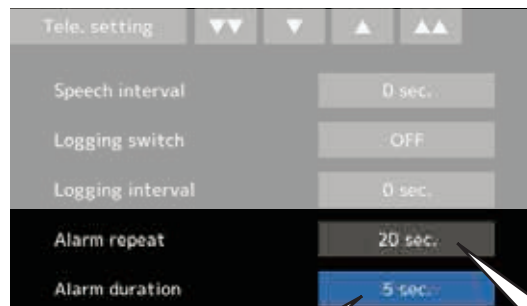 Tele. setting ▼▼ ▼ ▲ ▲▲
Speech interval 0 sec.
Logging switch OFF
Logging interval 0 sec.
Alarm repeat 20 sec.
Alarm duration 5 sec.